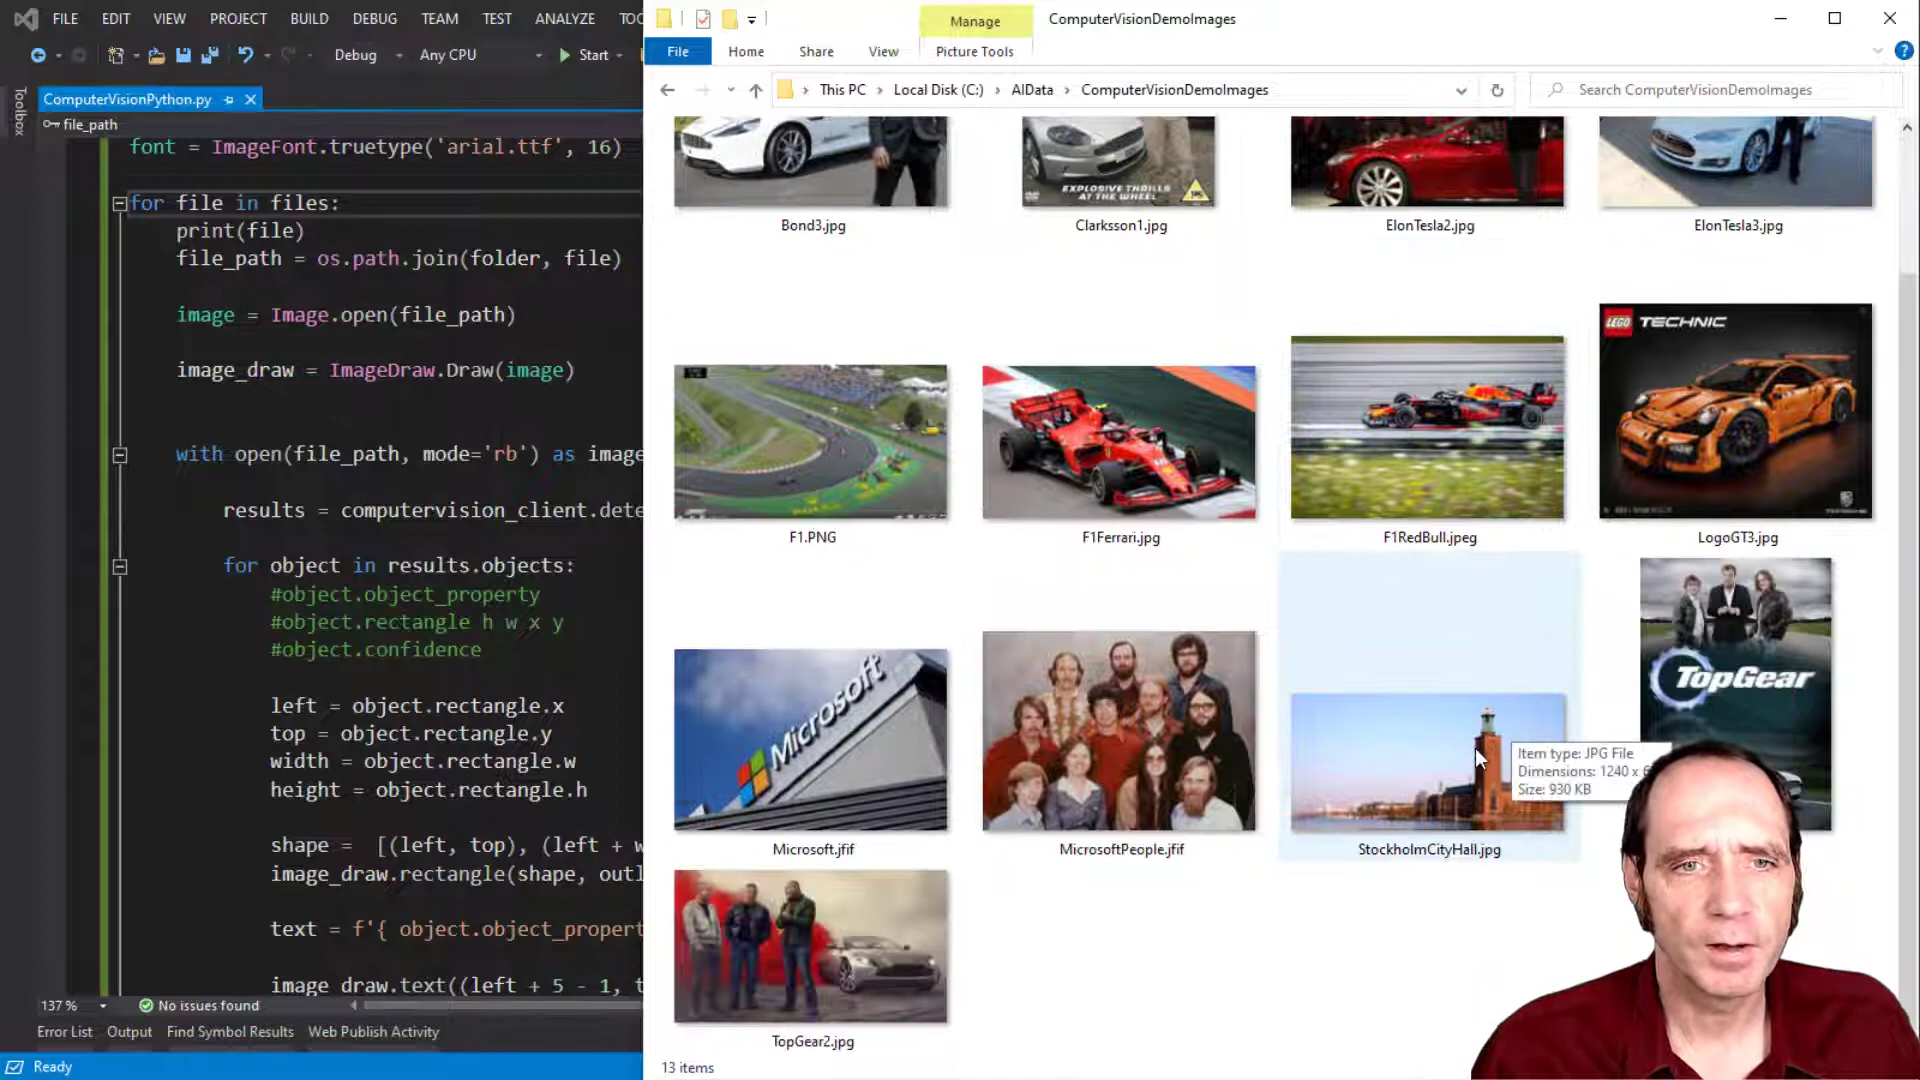 FILE EDIT VIEW PROJECT BUILD DEBUG TEAM TEST ANALYZE
Debug Any CPU Start
Toolbox
ComputerVisionPython.py
file_path
font = ImageFont.truetype('arial.ttf', 16)
for file in files:
print(file)
file_path = os.path.join(folder, file)
image = Image.open(file_path)
image_draw = ImageDraw.Draw(image)
with open(file_path, mode='rb') as image
results = computervision_client.dete
for object in results.objects:
#object.object_property
#object.rectangle h w x y
#object.confidence
left = object.rectangle.x
top = object.rectangle.y
width = object.rectangle.w
height = object.rectangle.h
shape = [(left, top), (left + w
image_draw.rectangle(shape, outl
text = f'{ object.object_propert
image_draw.text((left + 5 - 1, t
137 % No issues found
Error List Output Find Symbol Results Web Publish Activity
Ready
Manage ComputerVisionDemoImages
File Home Share View Picture Tools
This PC Local Disk (C:) AIData ComputerVisionDemoImages
Search ComputerVisionDemoImages
EXPLOSIVE THRILLS
AT THE WHEEL
Bond3.jpg Clarksson1.jpg ElonTesla2.jpg ElonTesla3.jpg
LEGO TECHNIC
F1.PNG F1Ferrari.jpg F1RedBull.jpeg LogoGT3.jpg
Microsoft
TopGear
Item type: JPG File
Dimensions: 1240 x 6
Size: 930 KB
Microsoft.jfif MicrosoftPeople.jfif StockholmCityHall.jpg
TopGear2.jpg
13 items